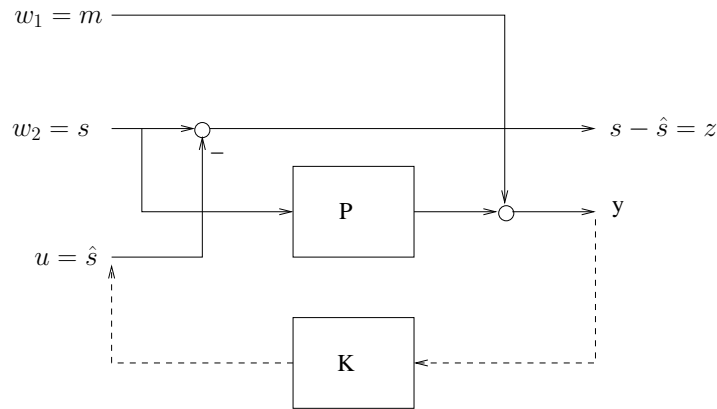 w₁ = m
w₂ = s
s − ŝ = z
−
P
y
u = ŝ
K